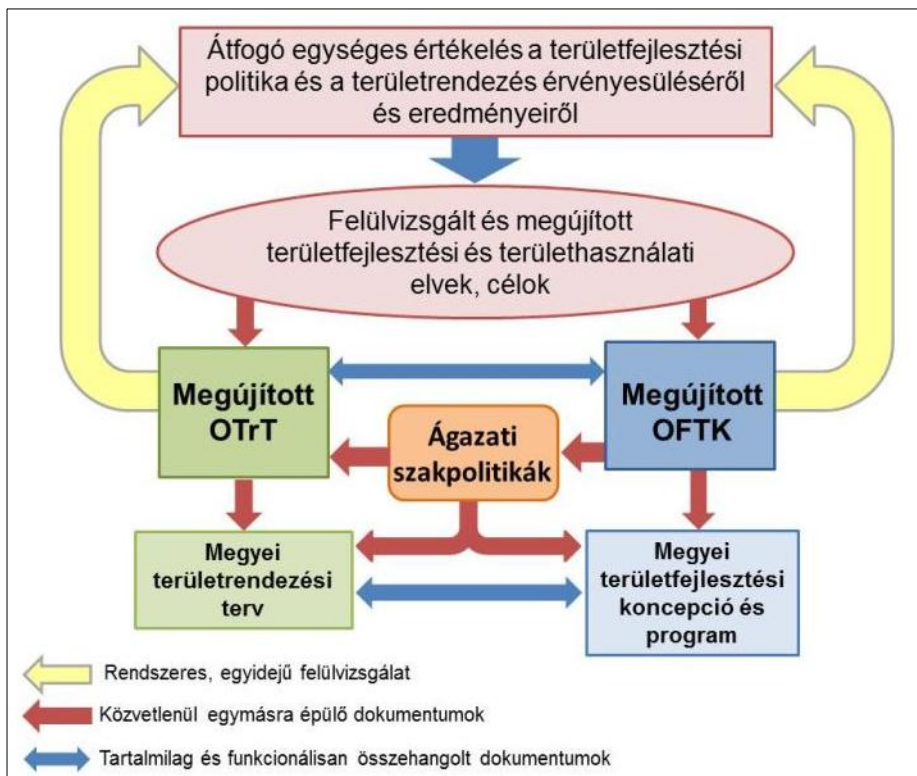 Átfogó egységes értékelés a területfejlesztési
politika és a területrendezés érvényesüléséről
és eredményeiről
Felülvizsgált és megújított
területfejlesztési és területhasználati
elvek, célok
Megújított
OTrT
Ágazati
szakpolitikák
Megújított
OFTK
Megyei
területrendezési
terv
Megyei
területfejlesztési
koncepció és
program
Rendszeres, egyidejű felülvizsgálat
Közvetlenül egymásra épülő dokumentumok
Tartalmilag és funkcionálisan összehangolt dokumentumok